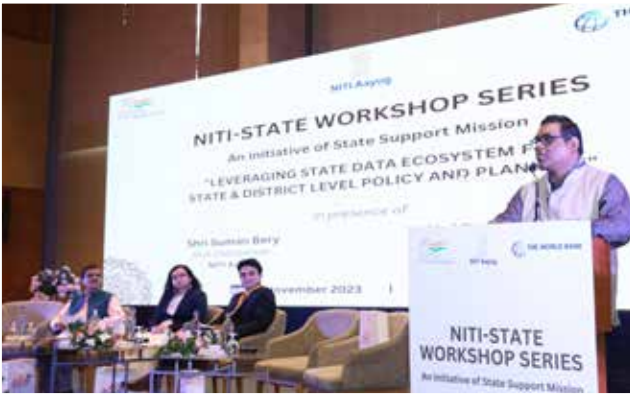 NITI Aayog
NITI-STATE WORKSHOP SERIES
An Initiative of State Support Mission
"LEVERAGING STATE DATA ECOSYSTEM F
STATE & DISTRICT LEVEL POLICY AND PLAN
in presence of
Shri Suman Bery
NITI
November 2023 |
TH
THE WORLD BANK
NITI-STATE
WORKSHOP SERIES
An Initiative of State Support Mission